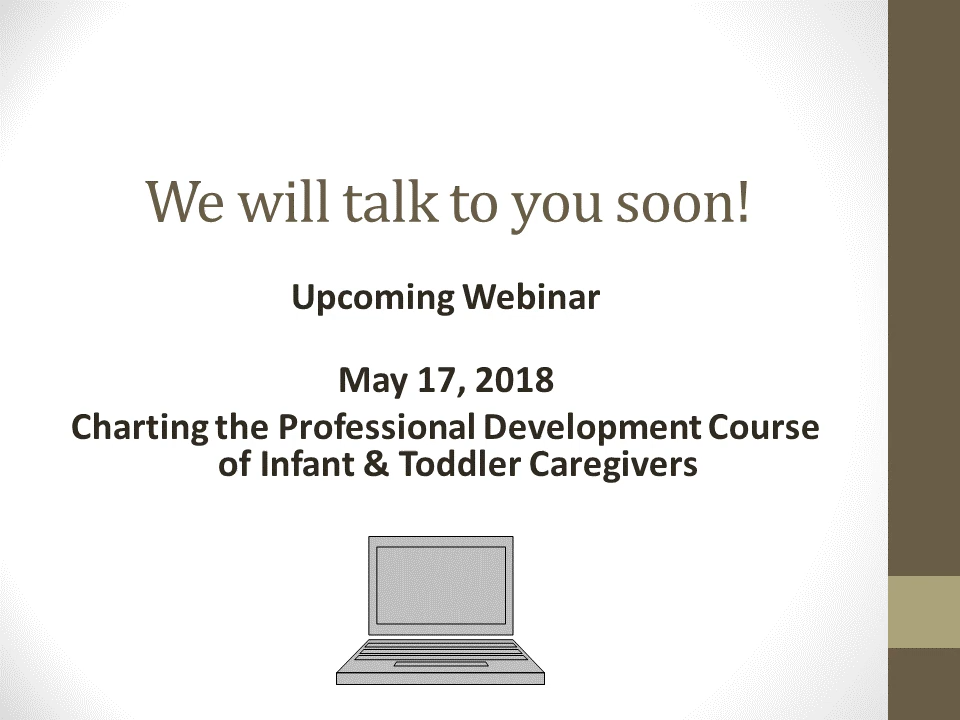 We will talk to you soon!
Upcoming Webinar
May 17, 2018
Charting the Professional Development Course
of Infant & Toddler Caregivers